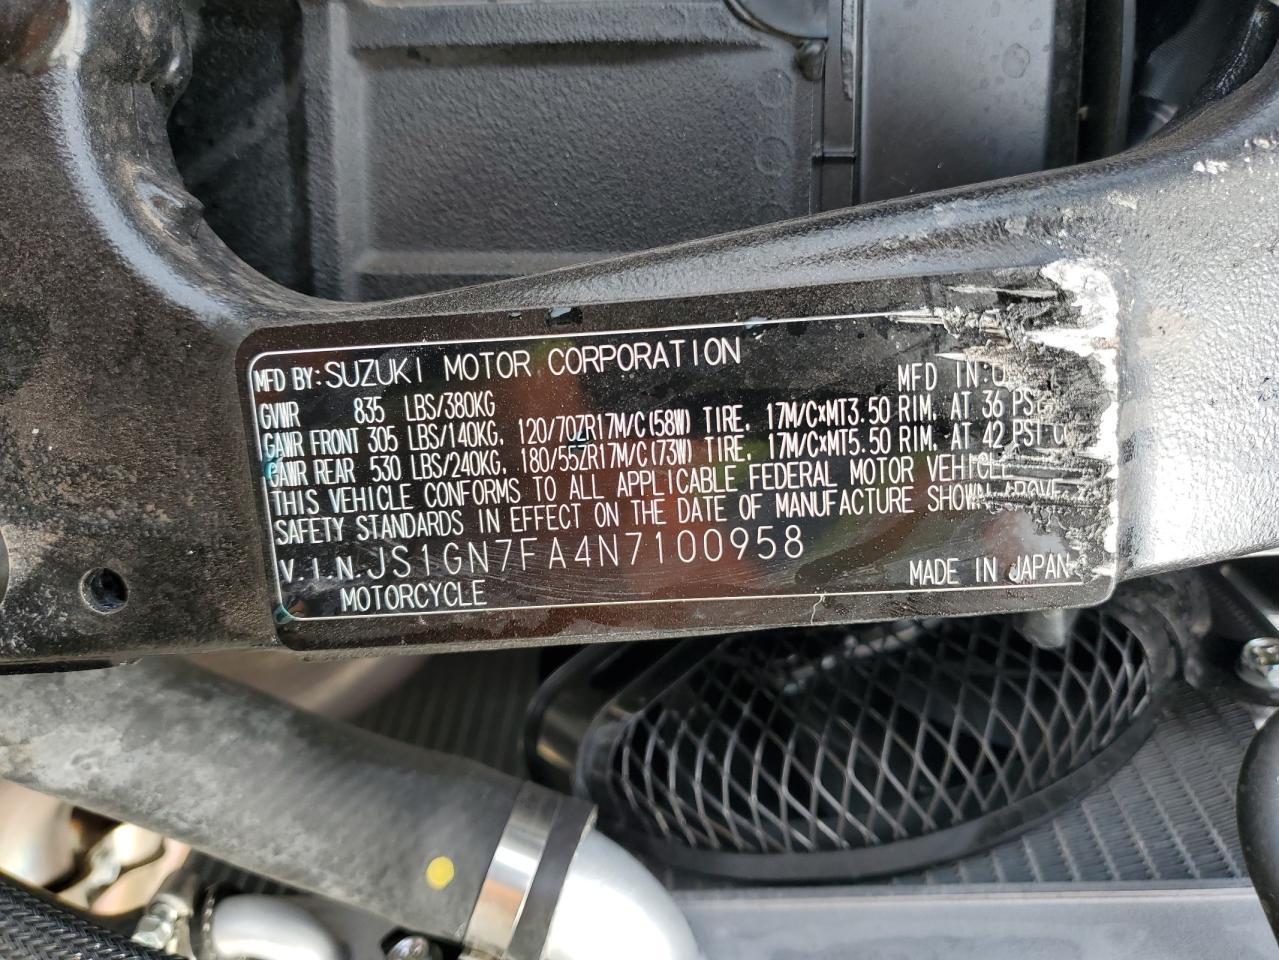 MFD BY: SUZUKI MOTOR CORPORATION
MFD IN:
GVWR 835 LBS/380KG
GAWR FRONT 305 LBS/140KG, 120/70ZR17M/C(58W) TIRE, 17M/C×MT3.50 RIM, AT 36 PSI
GAWR REAR 530 LBS/240KG, 180/55ZR17M/C(73W) TIRE, 17M/C×MT5.50 RIM, AT 42 PSI
THIS VEHICLE CONFORMS TO ALL APPLICABLE FEDERAL MOTOR VEHICLE
SAFETY STANDARDS IN EFFECT ON THE DATE OF MANUFACTURE SHOWN ABOVE
V.I.N. JS1GN7FA4N7100958
MOTORCYCLE
MADE IN JAPAN